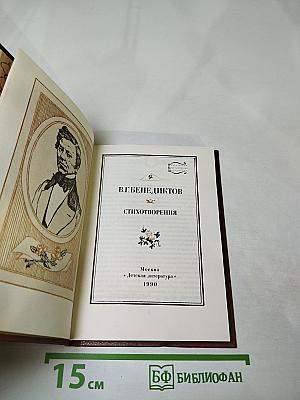 В.Г.БЕНЕДИКТОВ
СТИХОТВОРЕНИЯ
Москва
«Детская литература»
1990
15 см
БФ БИБЛИОФАН